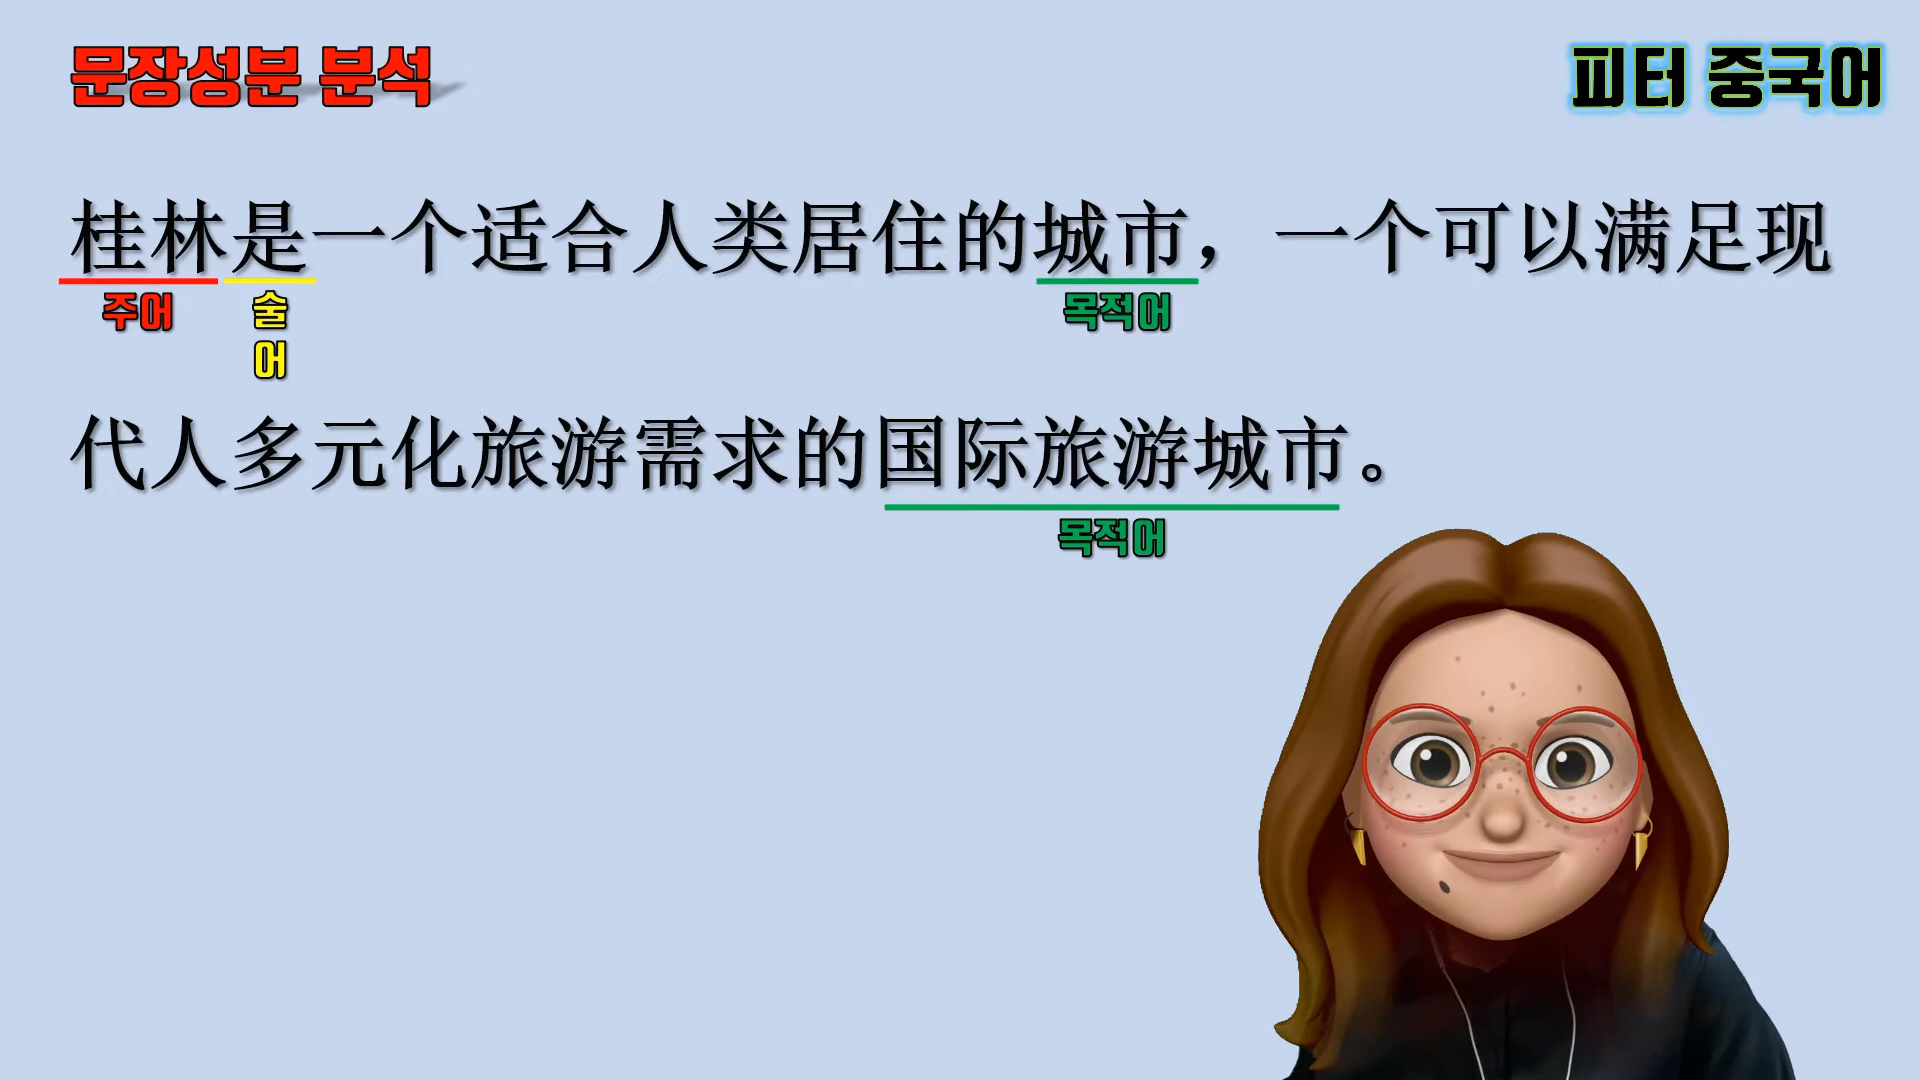 문장성분 분석
피터 중국어
桂林是一个适合人类居住的城市，一个可以满足现
주어
술어
목적어
代人多元化旅游需求的国际旅游城市。
목적어